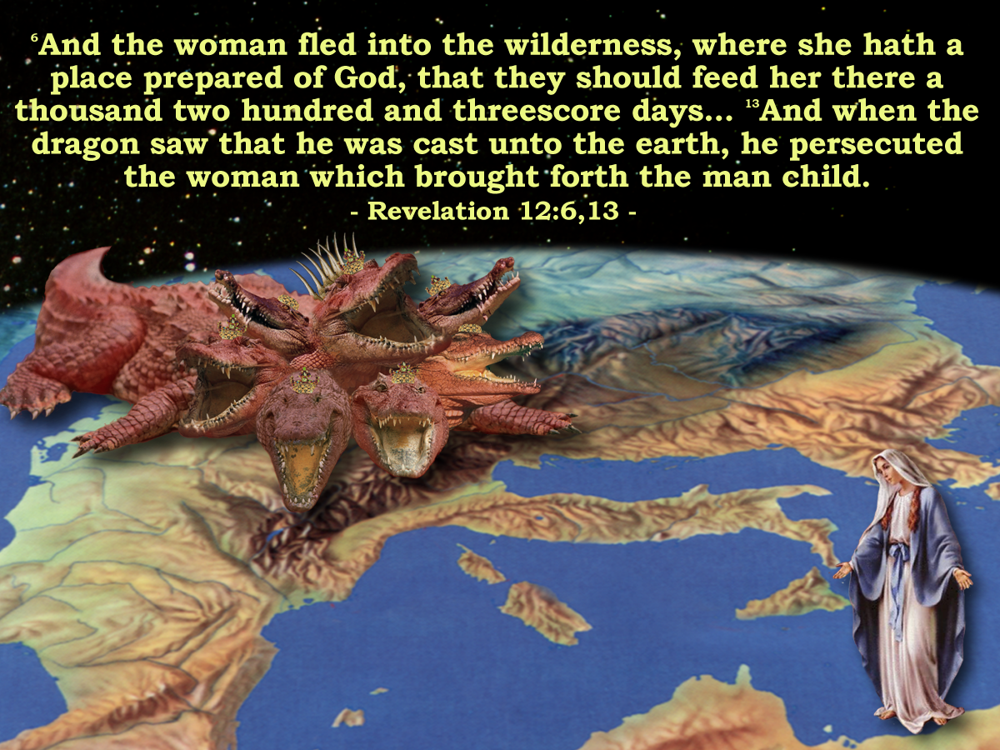 ⁶And the woman fled into the wilderness, where she hath a
place prepared of God, that they should feed her there a
thousand two hundred and threescore days... ¹³And when the
dragon saw that he was cast unto the earth, he persecuted
the woman which brought forth the man child.
- Revelation 12:6,13 -